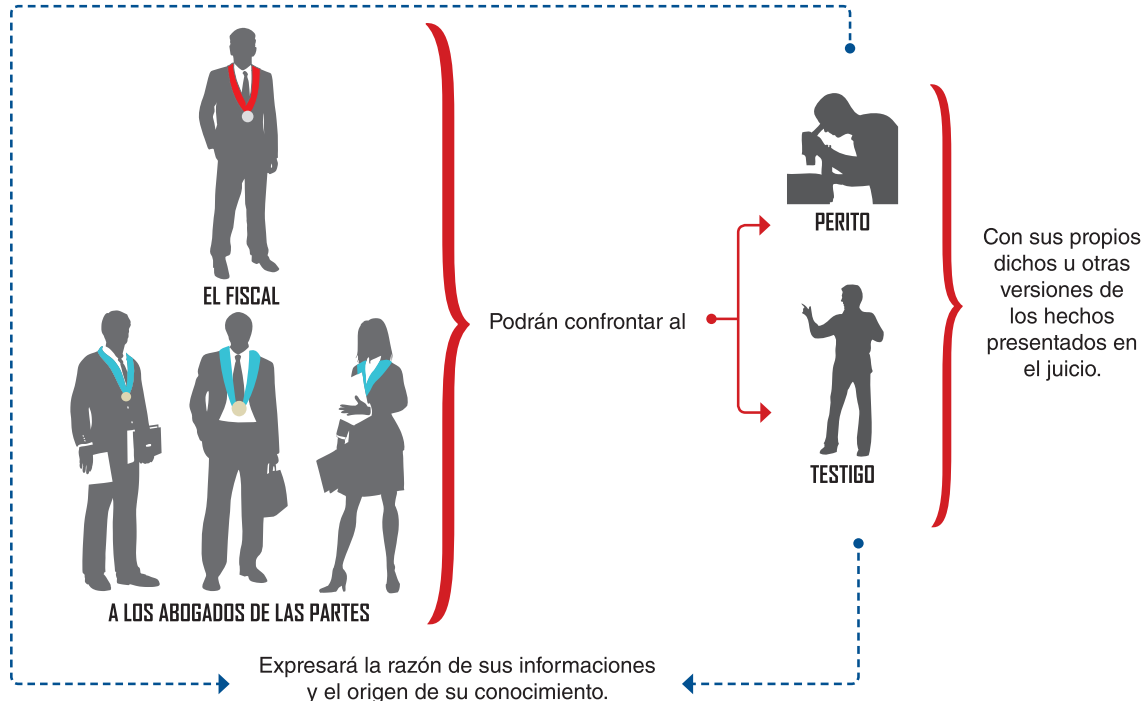 EL FISCAL
A LOS ABOGADOS DE LAS PARTES
Podrán confrontar al
PERITO
TESTIGO
Con sus propios
dichos u otras
versiones de
los hechos
presentados en
el juicio.
Expresará la razón de sus informaciones
y el origen de su conocimiento.